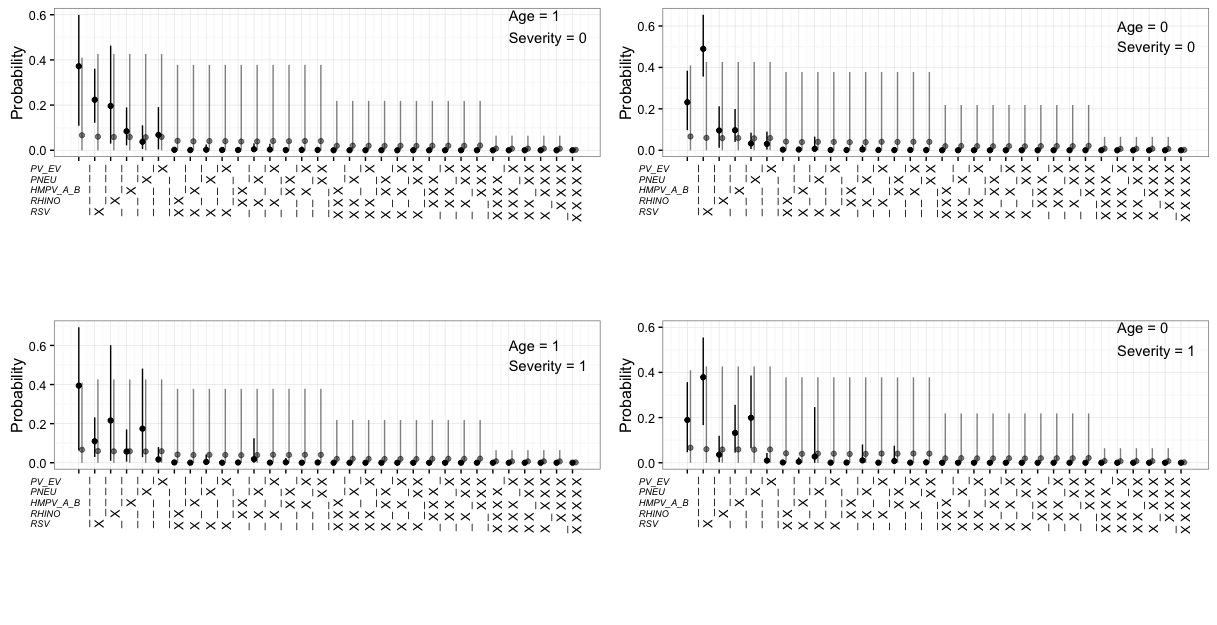 Age = 1
Severity = 0
Probability
0.6
0.4
0.2
0.0
PV_EV
PNEU
HMPV_A_B
RHINO
RSV
Age = 0
Severity = 0
Probability
0.6
0.4
0.2
0.0
PV_EV
PNEU
HMPV_A_B
RHINO
RSV
Age = 1
Severity = 1
Probability
0.6
0.4
0.2
0.0
PV_EV
PNEU
HMPV_A_B
RHINO
RSV
Age = 0
Severity = 1
Probability
0.6
0.4
0.2
0.0
PV_EV
PNEU
HMPV_A_B
RHINO
RSV